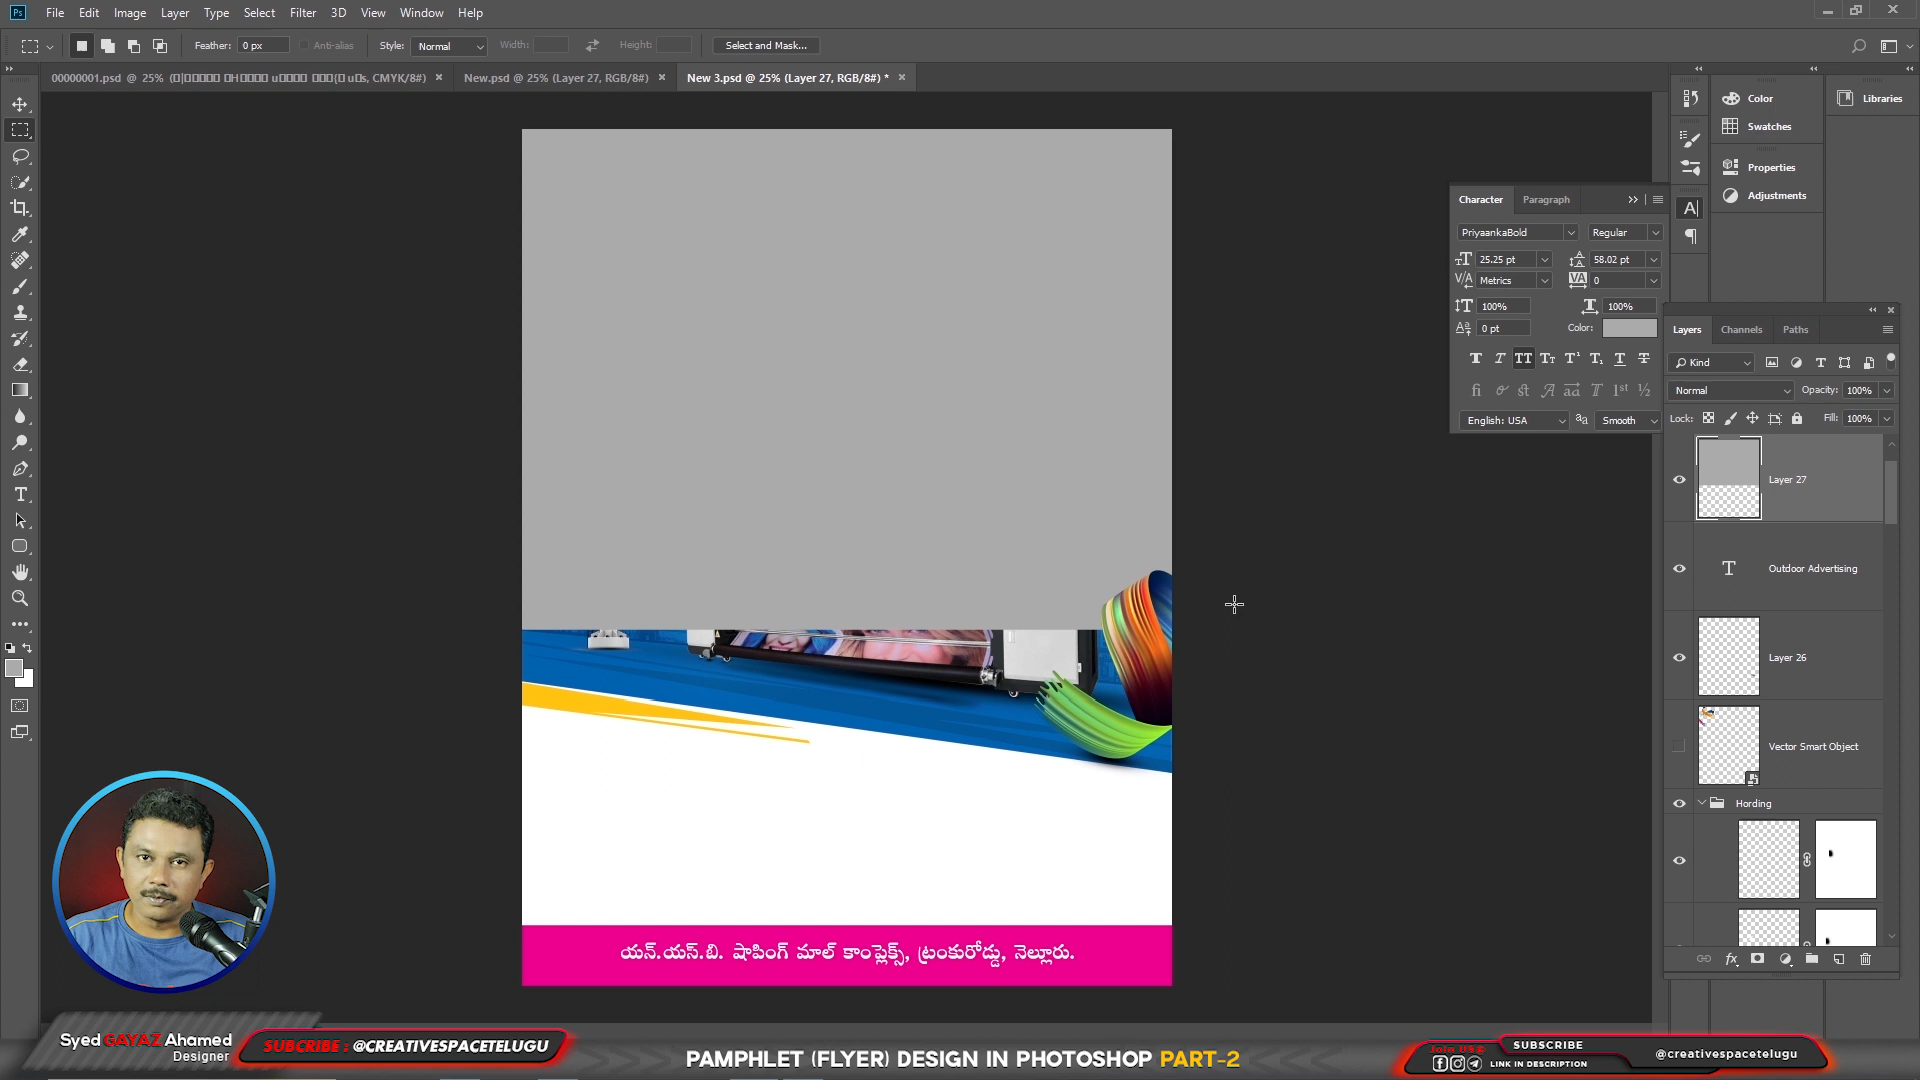 Ps File Edit Image Layer Type Select Filter 3D View Window Help
Feather: 0 px Anti-alias Style: Normal Width: Height: Select and Mask...
00000001.psd @ 25% CMYK/8#) × New.psd @ 25% (Layer 27, RGB/8#) × New 3.psd @ 25% (Layer 27, RGB/8#) * ×
Color
Swatches
Properties
Adjustments
Libraries
Character Paragraph
PriyaankaBold Regular
25.25 pt 58.02 pt
Metrics 0
100% 100%
0 pt Color:
English: USA Smooth
Layers Channels Paths
Kind
Normal Opacity: 100%
Lock: Fill: 100%
Layer 27
Outdoor Advertising
Layer 26
Vector Smart Object
Hording
యన్.యస్.బి. షాపింగ్ మాల్ కాంప్లెక్స్, ట్రంకురోడ్డు, నెల్లూరు.
Syed GAYAZ Ahamed
Designer
SUBCRIBE : @CREATIVESPACETELUGU
PAMPHLET (FLYER) DESIGN IN PHOTOSHOP PART-2
Join US @
SUBSCRIBE
LINK IN DESCRIPTION
@creativespacetelugu